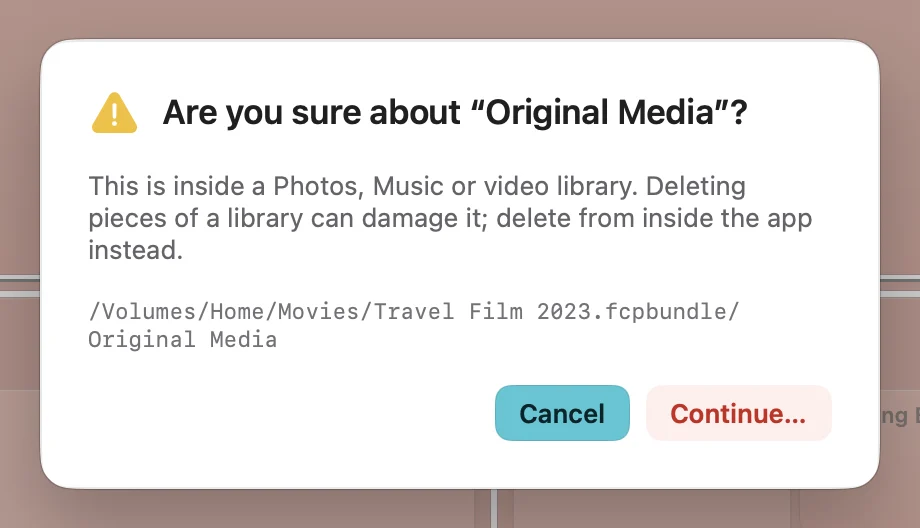 Are you sure about “Original Media”?
This is inside a Photos, Music or video library. Deleting
pieces of a library can damage it; delete from inside the app
instead.
/Volumes/Home/Movies/Travel Film 2023.fcpbundle/
Original Media
Cancel Continue...